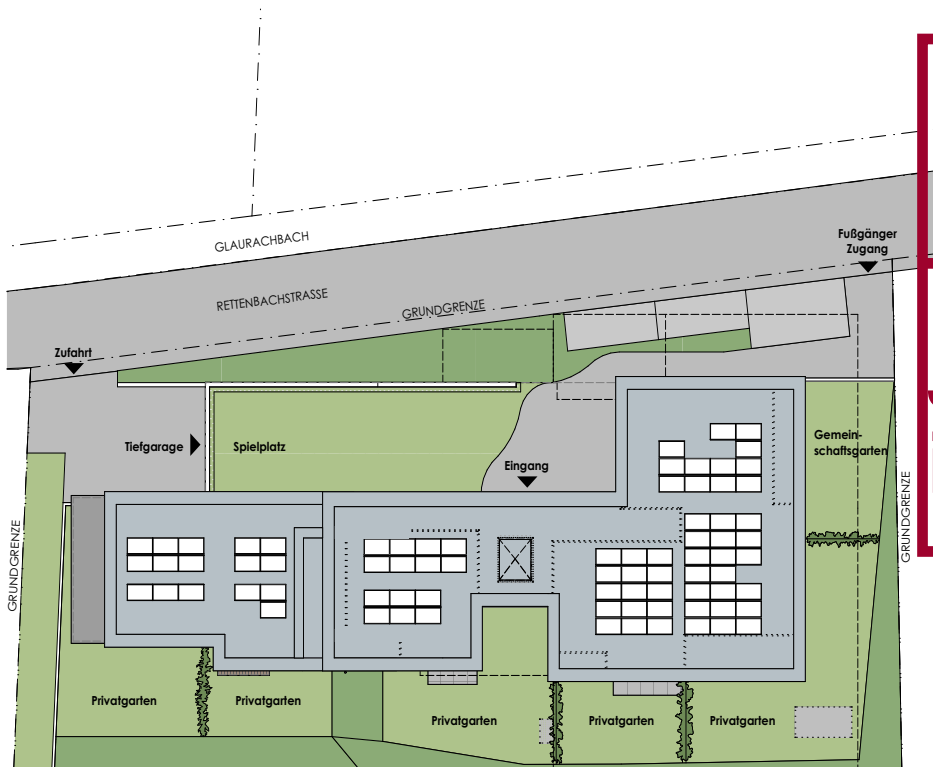 GLAURACHBACH
Fußgänger
Zugang
RETTENBACHSTRASSE
GRUNDGRENZE
Zufahrt
Tiefgarage
Spielplatz
Gemein-
schaftsgarten
Eingang
GRUNDGRENZE
GRUNDGRENZE
Privatgarten
Privatgarten
Privatgarten
Privatgarten
Privatgarten